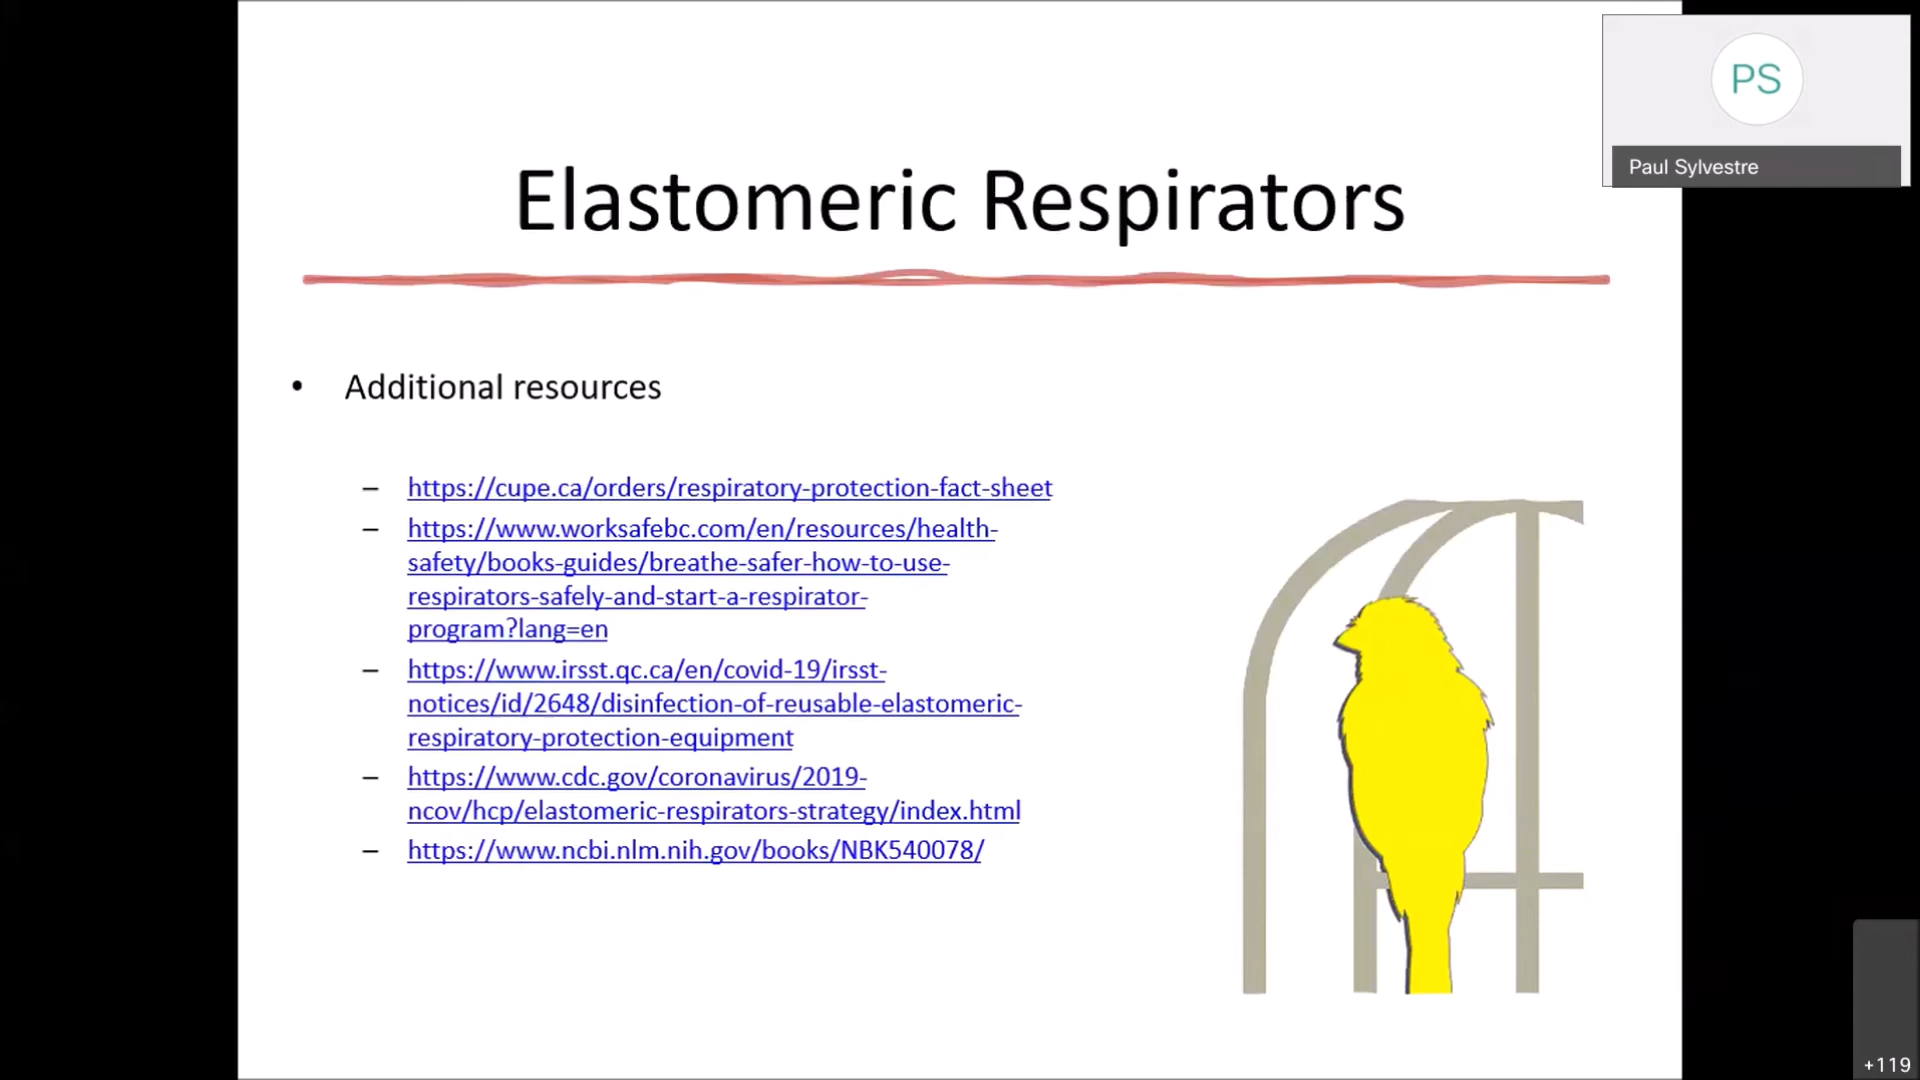 PS
Paul Sylvestre
Elastomeric Respirators
• Additional resources
– https://cupe.ca/orders/respiratory-protection-fact-sheet
– https://www.worksafebc.com/en/resources/health-
safety/books-guides/breathe-safer-how-to-use-
respirators-safely-and-start-a-respirator-
program?lang=en
– https://www.irsst.qc.ca/en/covid-19/irsst-
notices/id/2648/disinfection-of-reusable-elastomeric-
respiratory-protection-equipment
– https://www.cdc.gov/coronavirus/2019-
ncov/hcp/elastomeric-respirators-strategy/index.html
– https://www.ncbi.nlm.nih.gov/books/NBK540078/
+119